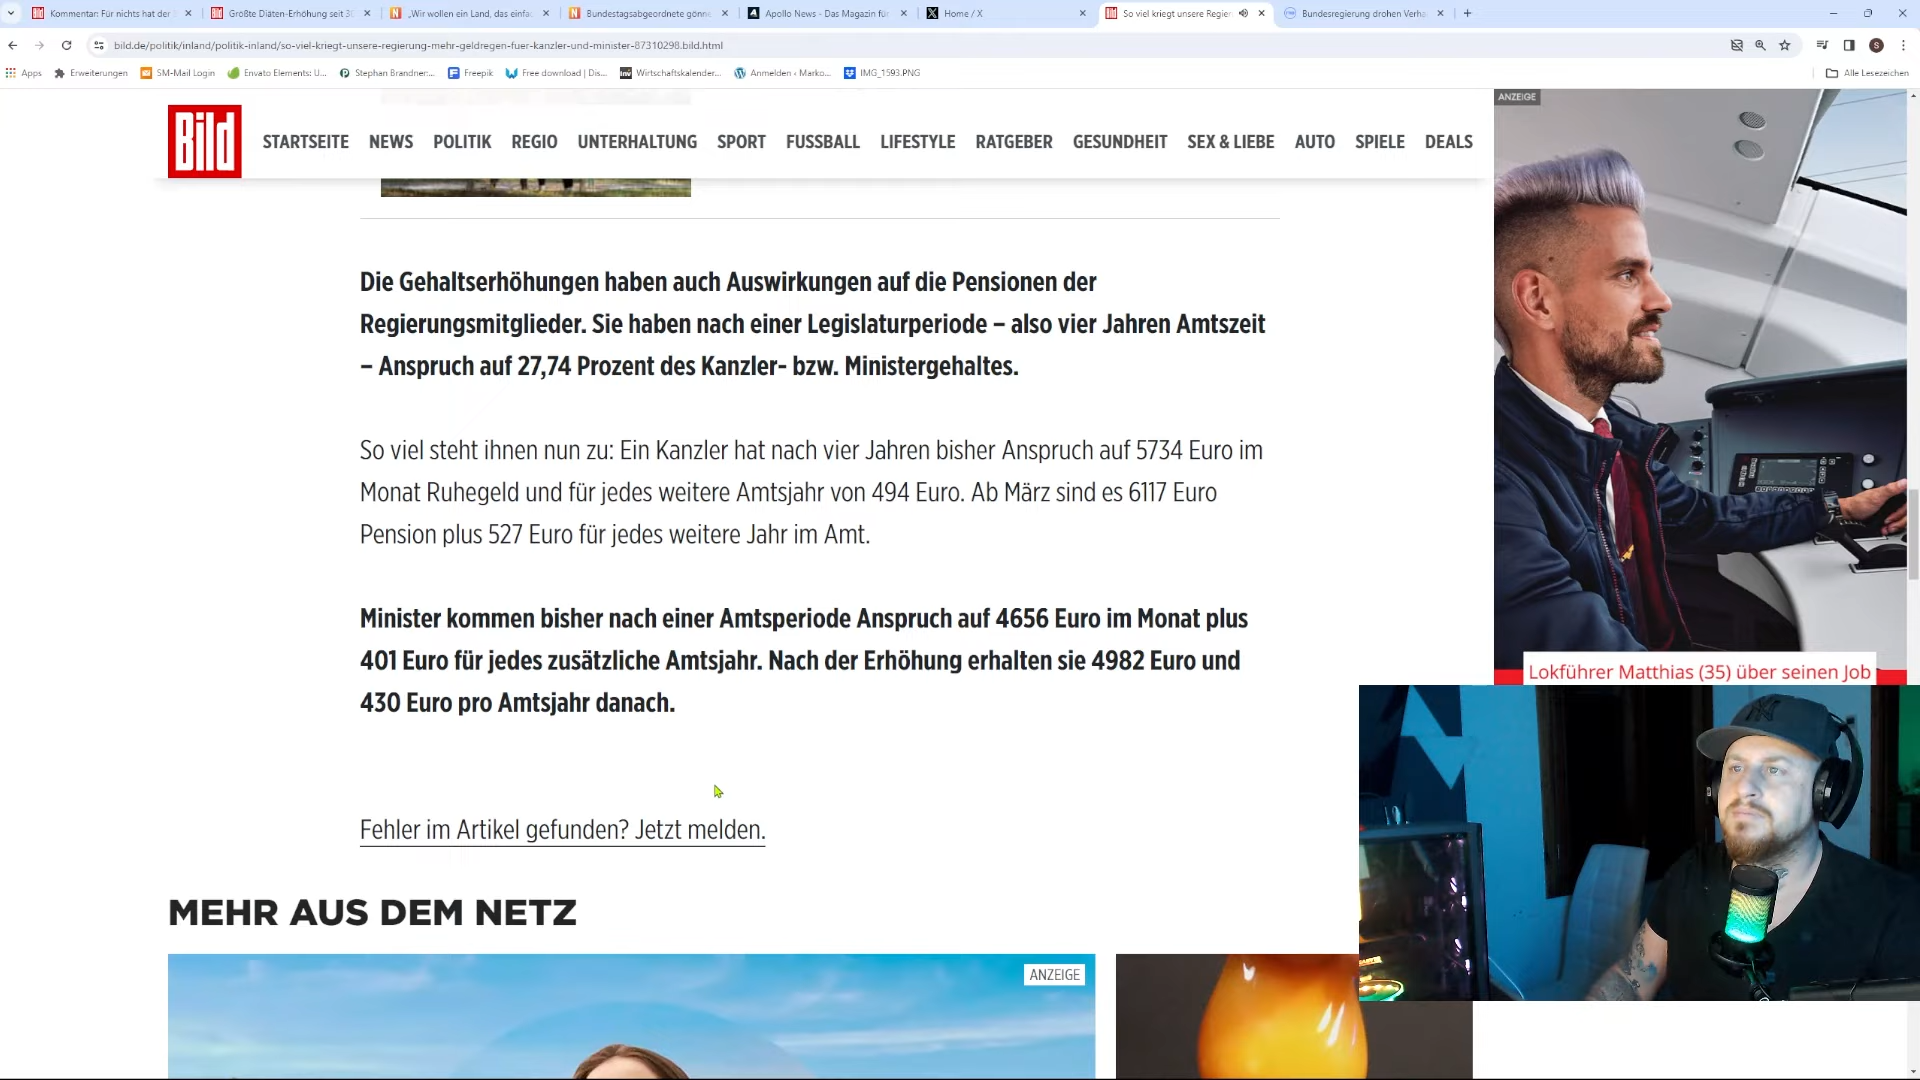 Kommentar: Für nichts hat der
Größte Diäten-Erhöhung seit
„Wir wollen ein Land, das einfa
Bundestagsabgeordnete gönne
Apollo News - Das Magazin für
Home / X
So viel kriegt unsere Regier
Bundesregierung drohen Verha
bild.de/politik/inland/politik-inland/so-viel-kriegt-unsere-regierung-mehr-geldregen-fuer-kanzler-und-minister-87310298.bild.html
Apps
Erweiterungen
SM-Mail Login
Envato Elements: U...
Stephan Brandner:...
Freepik
Free download | Dis...
Wirtschaftskalender...
Anmelden ‹ Marko...
IMG_1593.PNG
Alle Lesezeichen
Bild
STARTSEITE NEWS POLITIK REGIO UNTERHALTUNG SPORT FUSSBALL LIFESTYLE RATGEBER GESUNDHEIT SEX & LIEBE AUTO SPIELE DEALS
ANZEIGE
Die Gehaltserhöhungen haben auch Auswirkungen auf die Pensionen der
Regierungsmitglieder. Sie haben nach einer Legislaturperiode – also vier Jahren Amtszeit
– Anspruch auf 27,74 Prozent des Kanzler- bzw. Ministergehaltes.
So viel steht ihnen nun zu: Ein Kanzler hat nach vier Jahren bisher Anspruch auf 5734 Euro im
Monat Ruhegeld und für jedes weitere Amtsjahr von 494 Euro. Ab März sind es 6117 Euro
Pension plus 527 Euro für jedes weitere Jahr im Amt.
Minister kommen bisher nach einer Amtsperiode Anspruch auf 4656 Euro im Monat plus
401 Euro für jedes zusätzliche Amtsjahr. Nach der Erhöhung erhalten sie 4982 Euro und
430 Euro pro Amtsjahr danach.
Lokführer Matthias (35) über seinen Job
Fehler im Artikel gefunden? Jetzt melden.
MEHR AUS DEM NETZ
ANZEIGE